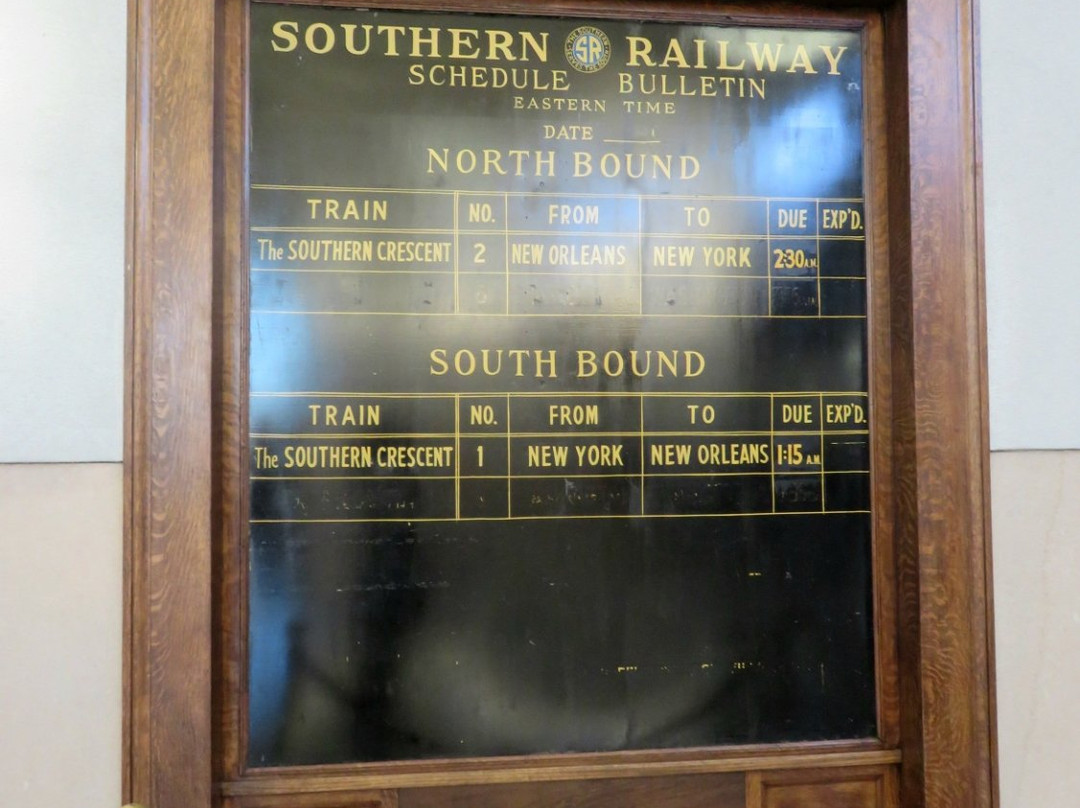 SOUTHERN SR RAILWAY
SCHEDULE BULLETIN
EASTERN TIME
DATE
NORTH BOUND
TRAIN NO. FROM TO DUE EXP'D.
The SOUTHERN CRESCENT 2 NEW ORLEANS NEW YORK 2:30 A.M.
SOUTH BOUND
TRAIN NO. FROM TO DUE EXP'D.
The SOUTHERN CRESCENT 1 NEW YORK NEW ORLEANS 1:15 A.M.